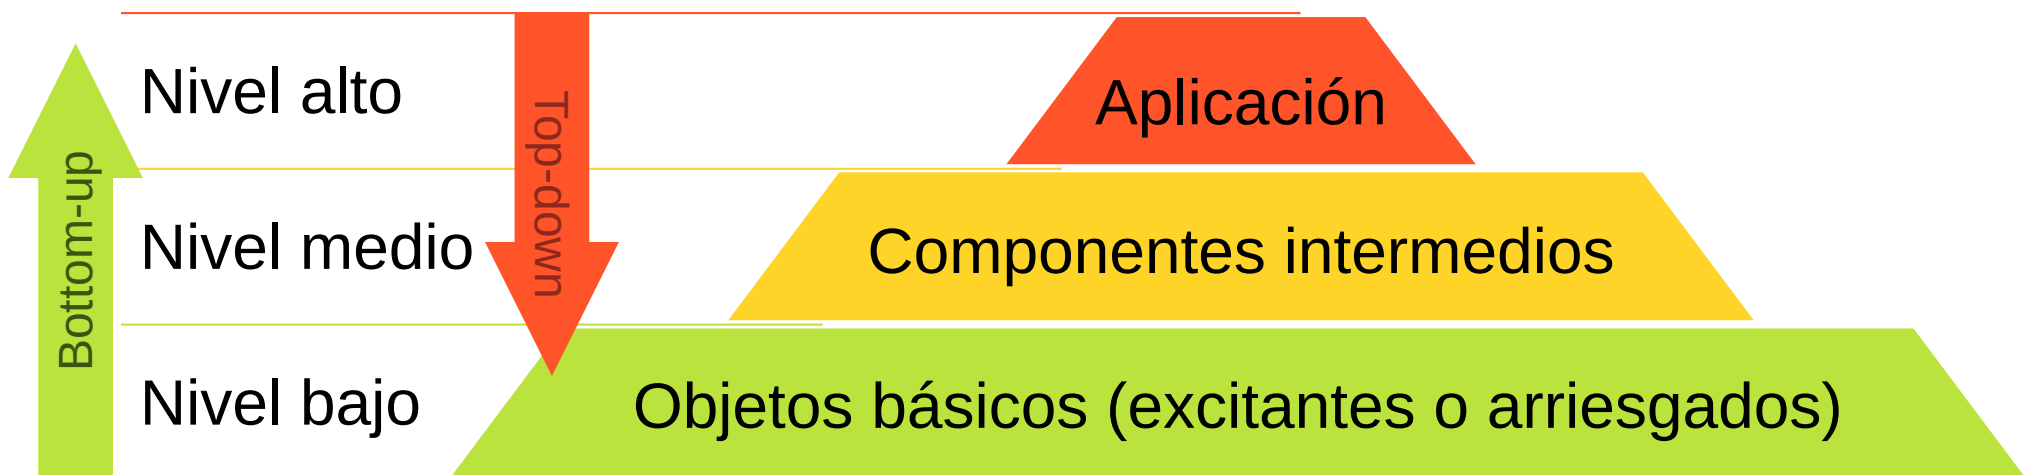 Nivel alto
Aplicación
Top-down
Bottom-up
Nivel medio
Componentes intermedios
Nivel bajo
Objetos básicos (excitantes o arriesgados)